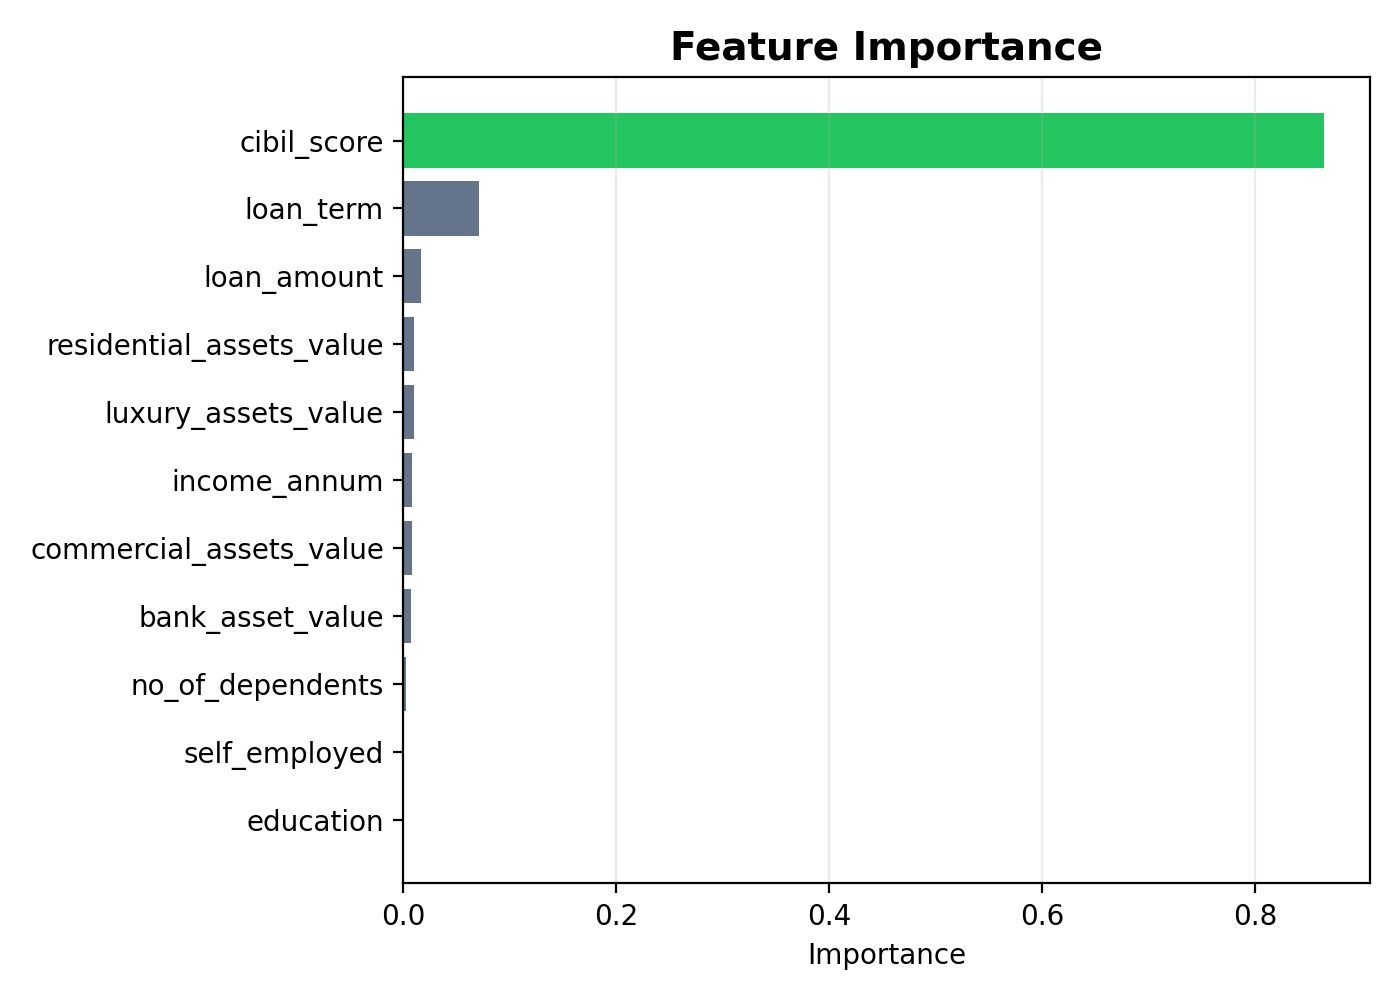 Feature Importance
cibil_score
loan_term
loan_amount
residential_assets_value
luxury_assets_value
income_annum
commercial_assets_value
bank_asset_value
no_of_dependents
self_employed
education
0.0 0.2 0.4 0.6 0.8
Importance